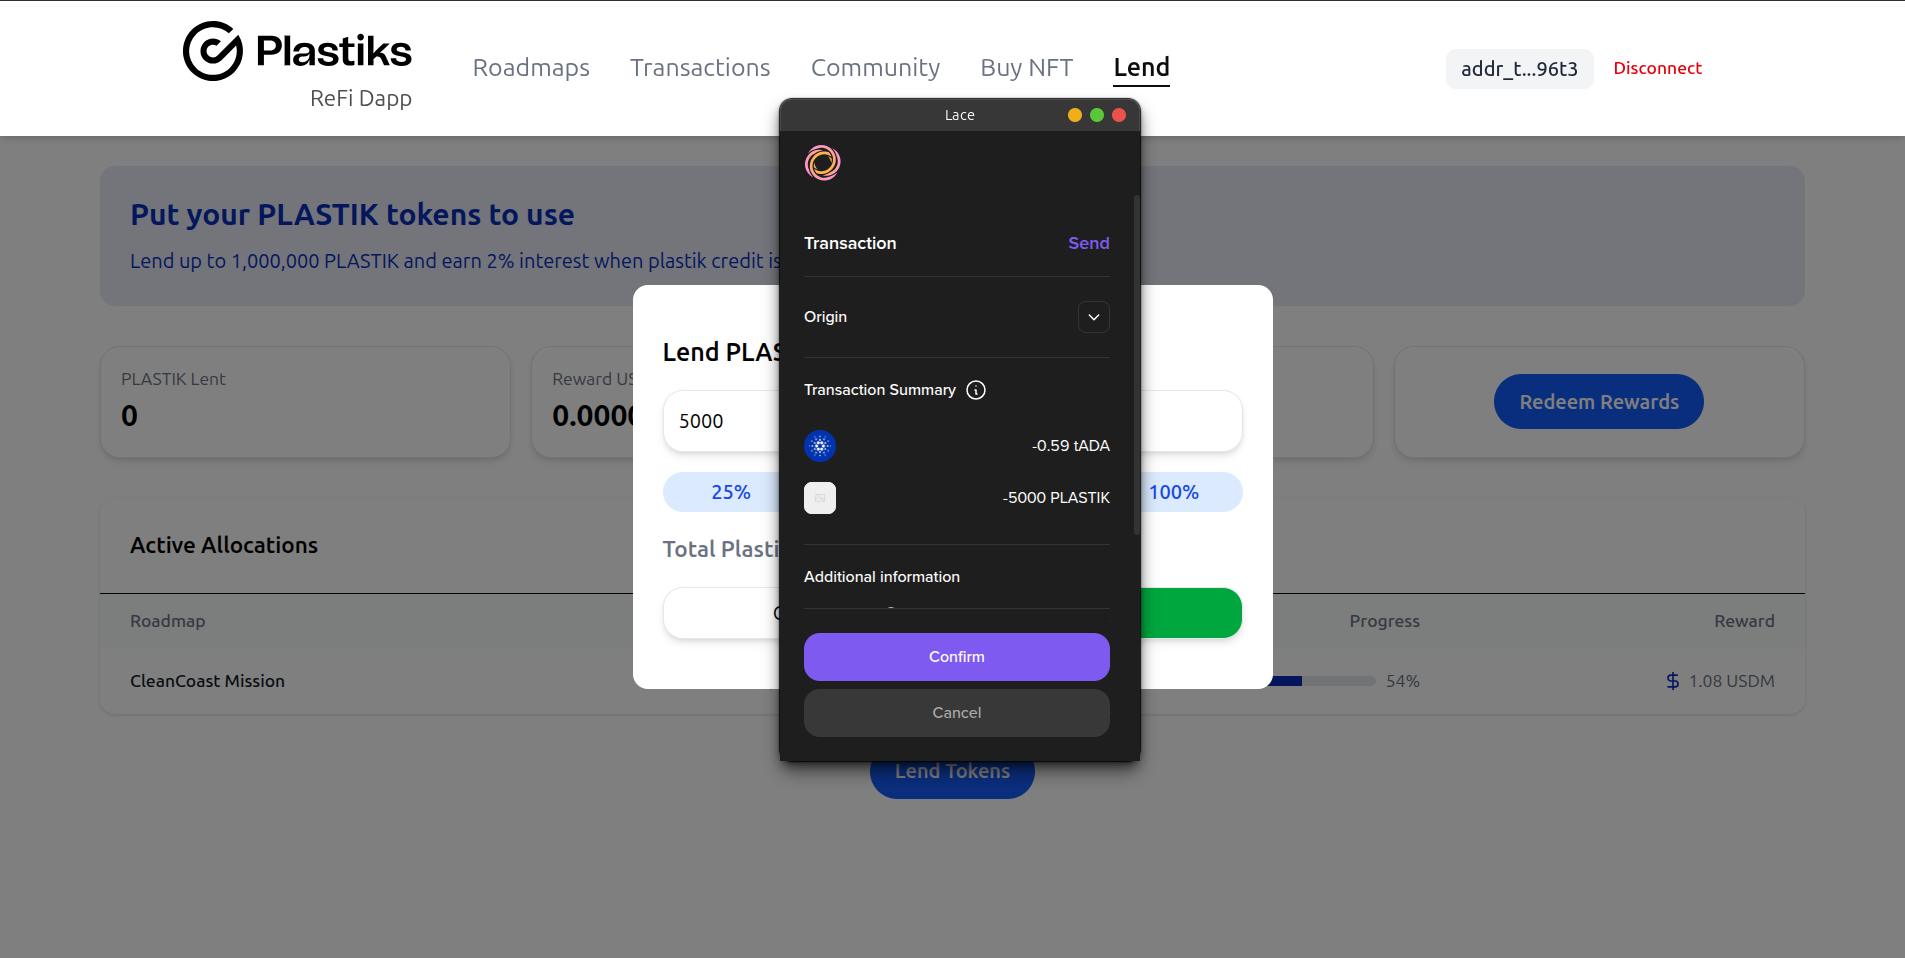 Plastiks
ReFi Dapp
Roadmaps
Transactions
Community
Buy NFT
Lend
addr_t...96t3
Disconnect
Put your PLASTIK tokens to use
Lend up to 1,000,000 PLASTIK and earn 2% interest when plastik credit is
PLASTIK Lent
0
Reward
0.000
Redeem Rewards
Lend
5000
25%
100%
Total
Active Allocations
Roadmap
Progress
Reward
CleanCoast Mission
54%
$ 1.08 USDM
Lend Tokens
Lace
Transaction
Send
Origin
Transaction Summary
-0.59 tADA
-5000 PLASTIK
Additional information
Confirm
Cancel